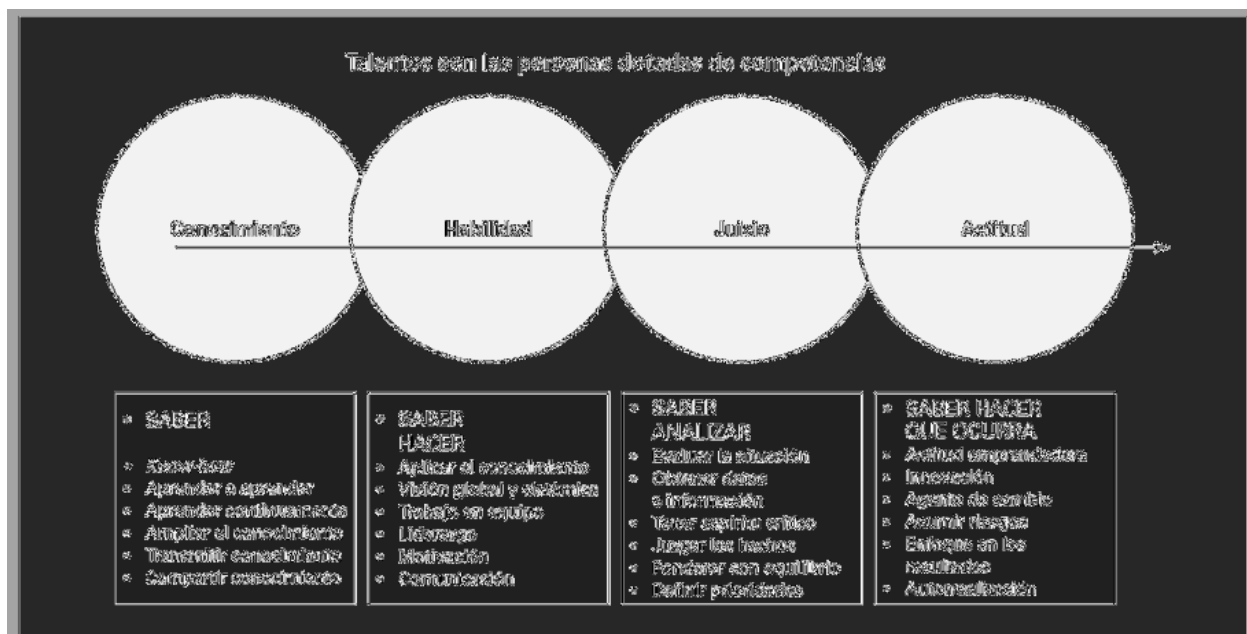 Talentos son las personas dotadas de competencias
Conocimiento
Habilidad
Juicio
Actitud
• SABER
• Know-how
• Aprender a aprender
• Aprender continuamente
• Ampliar el conocimiento
• Transmitir conocimiento
• Compartir conocimiento
• SABER
HACER
• Aplicar el conocimiento
• Visión global y sistémica
• Trabajo en equipo
• Liderazgo
• Motivación
• Comunicación
• SABER
ANALIZAR
• Evaluar la situación
• Obtener datos
e información
• Tener espíritu crítico
• Juzgar los hechos
• Ponderar con equilibrio
• Definir prioridades
• SABER HACER
QUE OCURRA
• Actitud emprendedora
• Innovación
• Agente de cambio
• Asumir riesgos
• Enfoque en los
resultados
• Autorrealización